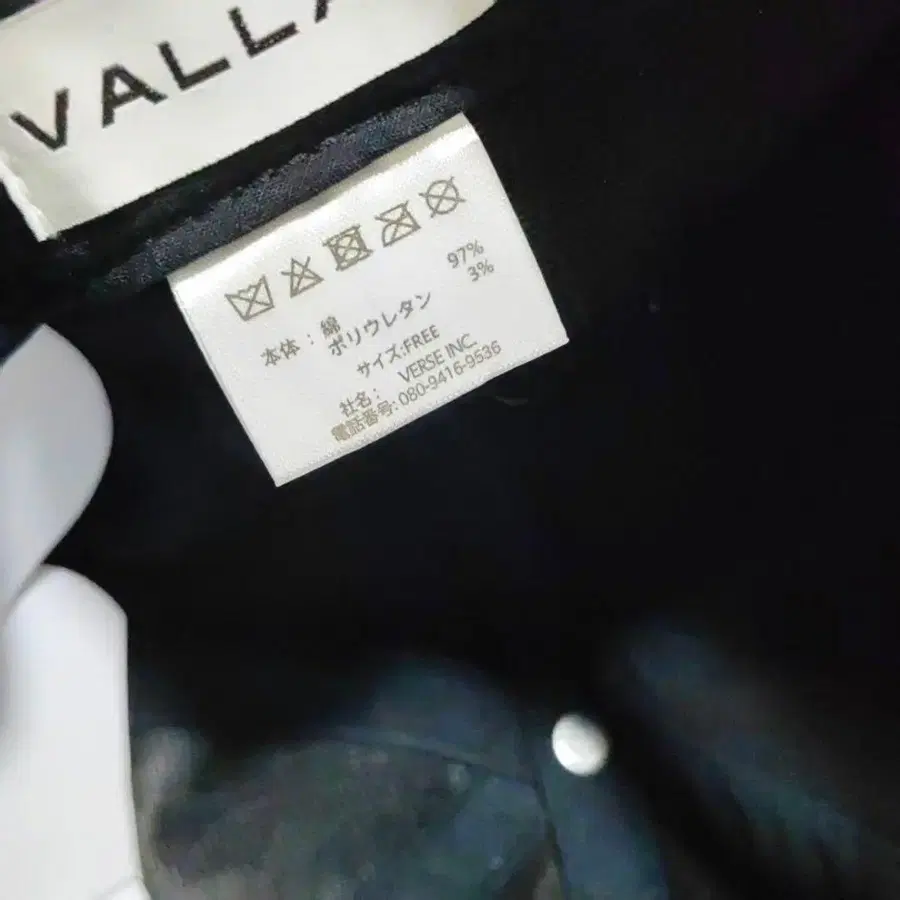 VALLA
本体: 綿 97%
ポリウレタン 3%
サイズ:FREE
社名: VERSE INC.
電話番号: 080-9416-9536